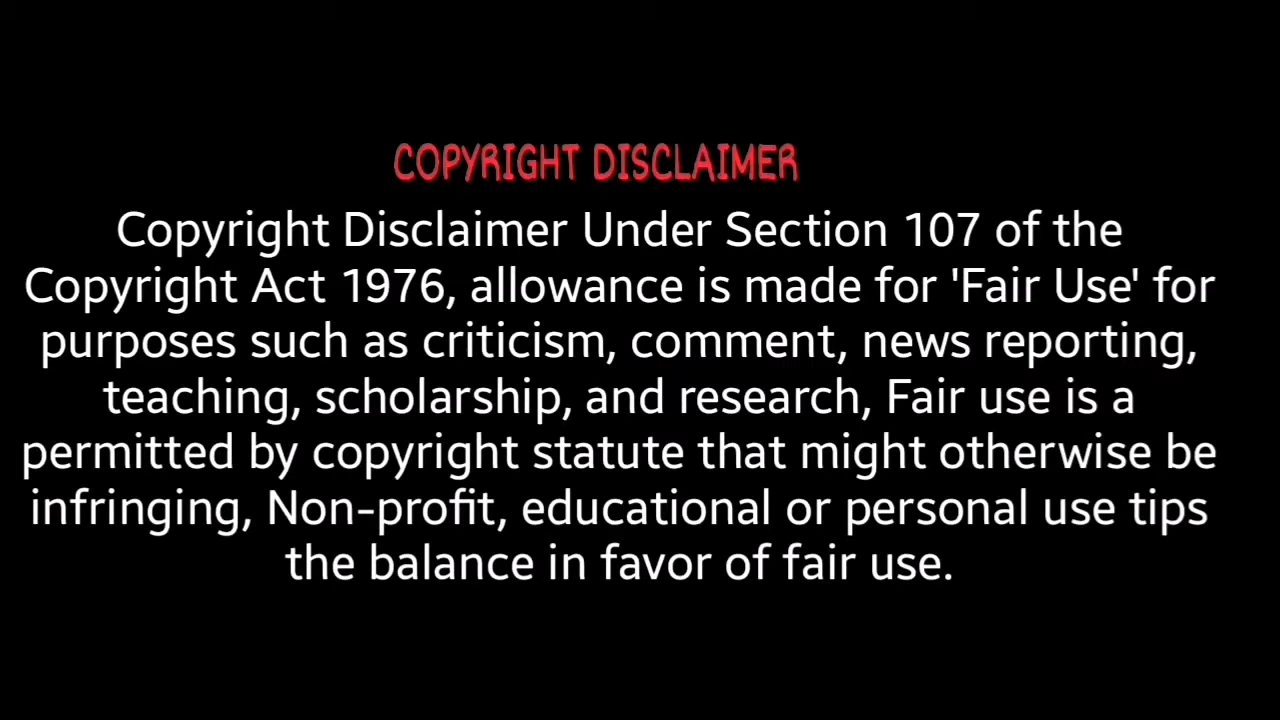 COPYRIGHT DISCLAIMER
Copyright Disclaimer Under Section 107 of the
Copyright Act 1976, allowance is made for 'Fair Use' for
purposes such as criticism, comment, news reporting,
teaching, scholarship, and research, Fair use is a
permitted by copyright statute that might otherwise be
infringing, Non-profit, educational or personal use tips
the balance in favor of fair use.